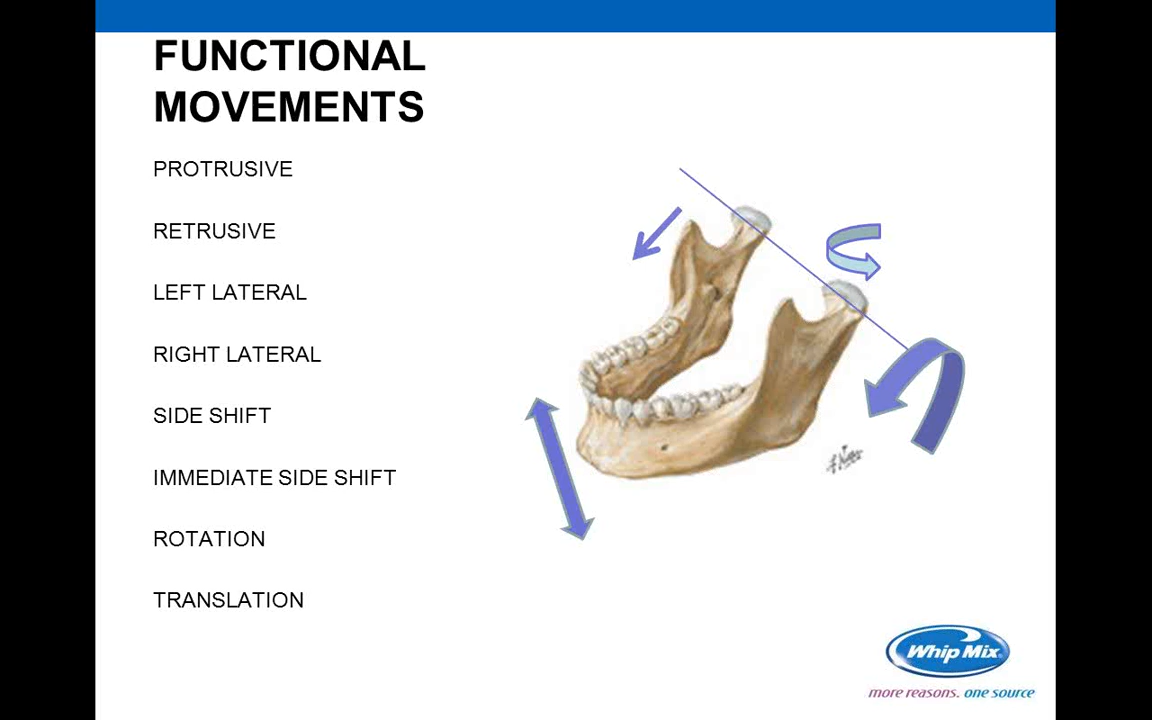 FUNCTIONAL
MOVEMENTS
PROTRUSIVE
RETRUSIVE
LEFT LATERAL
RIGHT LATERAL
SIDE SHIFT
IMMEDIATE SIDE SHIFT
ROTATION
TRANSLATION
Whip Mix
more reasons. one source